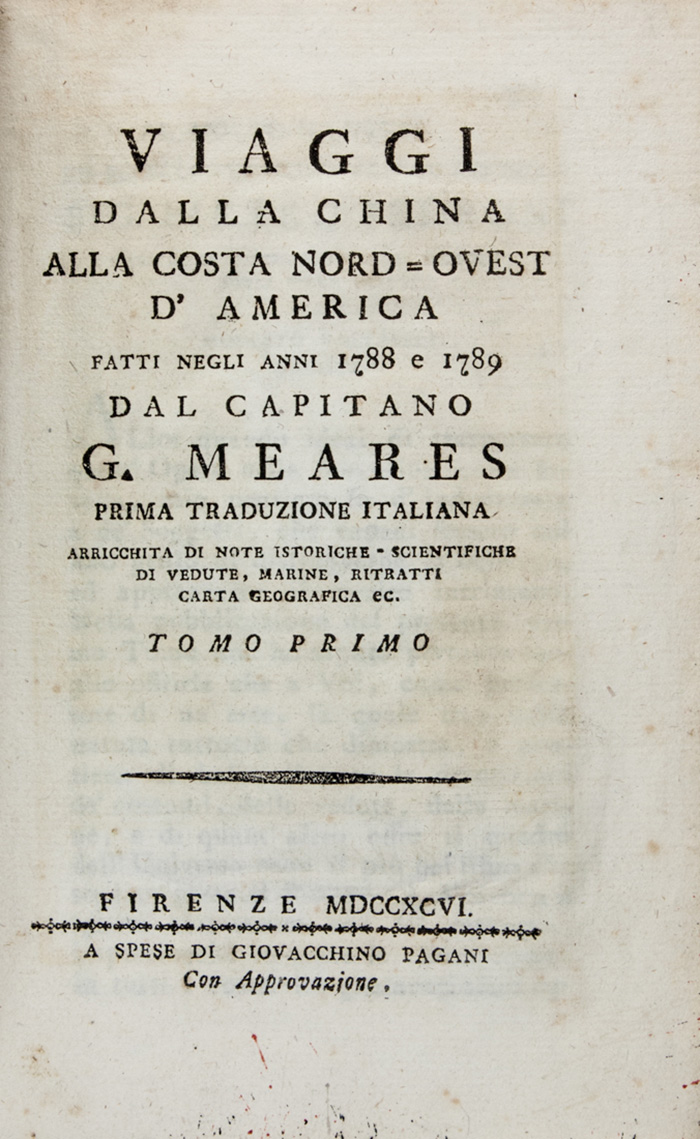 VIAGGI
DALLA CHINA
ALLA COSTA NORD=OVEST
D' AMERICA
FATTI NEGLI ANNI 1788 e 1789
DAL CAPITANO
G. MEARES
PRIMA TRADUZIONE ITALIANA
ARRICCHITA DI NOTE ISTORICHE - SCIENTIFICHE
DI VEDUTE, MARINE, RITRATTI
CARTA GEOGRAFICA EC.
TOMO PRIMO
FIRENZE MDCCXCVI.
A SPESE DI GIOVACCHINO PAGANI
Con Approvazione.